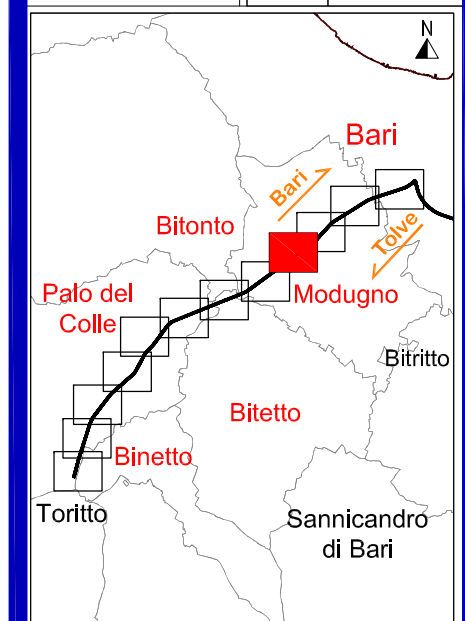 N
Bari
Bari
Tolve
Bitonto
Modugno
Palo del
Colle
Bitritto
Bitetto
Binetto
Toritto
Sannicandro
di Bari